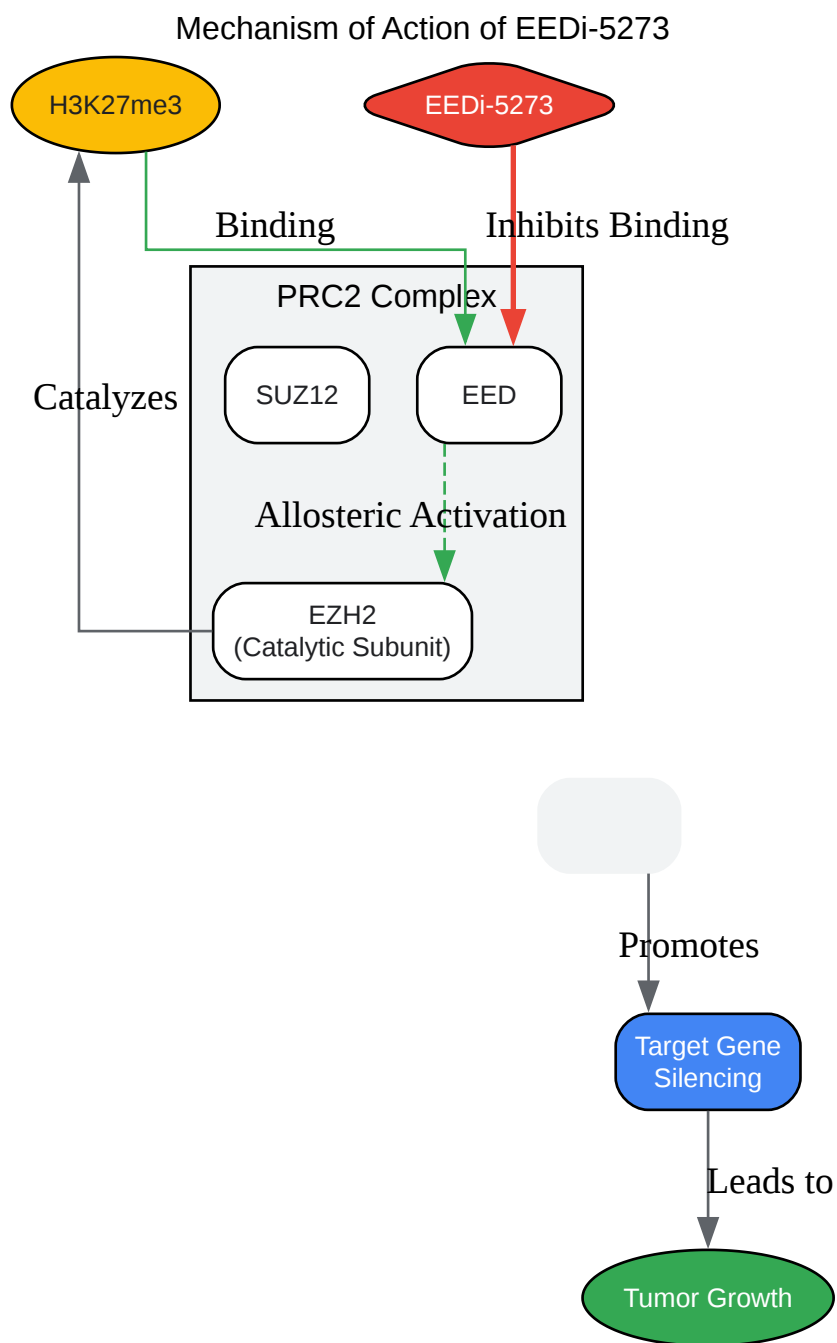 Mechanism of Action of EEDi-5273
H3K27me3
EEDi-5273
Binding
Inhibits Binding
PRC2 Complex
SUZ12
EED
Catalyzes
Allosteric Activation
EZH2
(Catalytic Subunit)
Promotes
Target Gene
Silencing
Leads to
Tumor Growth